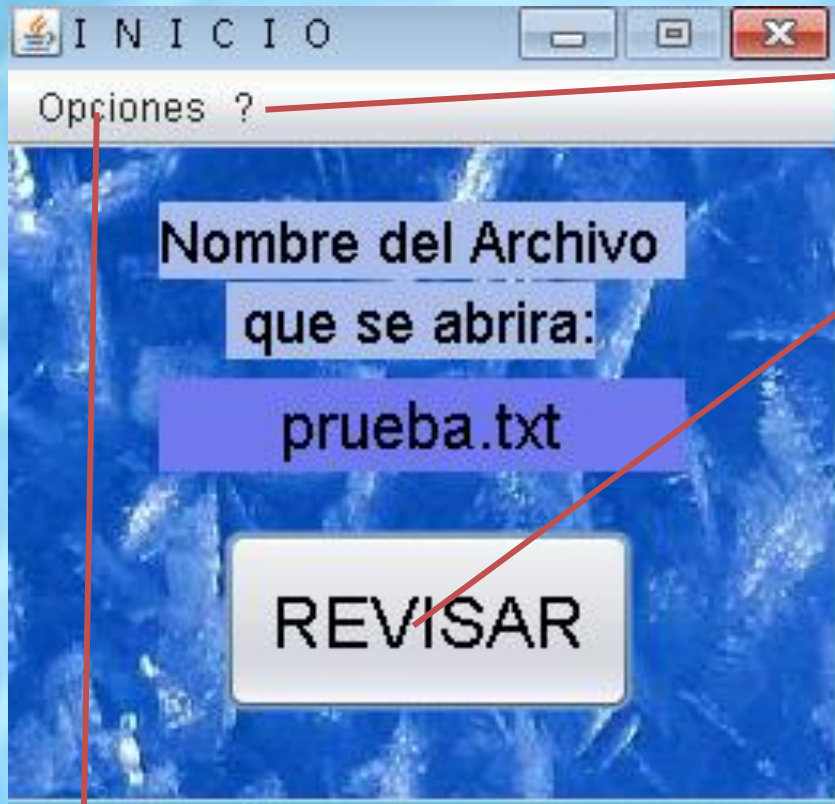 I N I C I O
Opciones ?
Nombre del Archivo
que se abrira:
prueba.txt
REVISAR